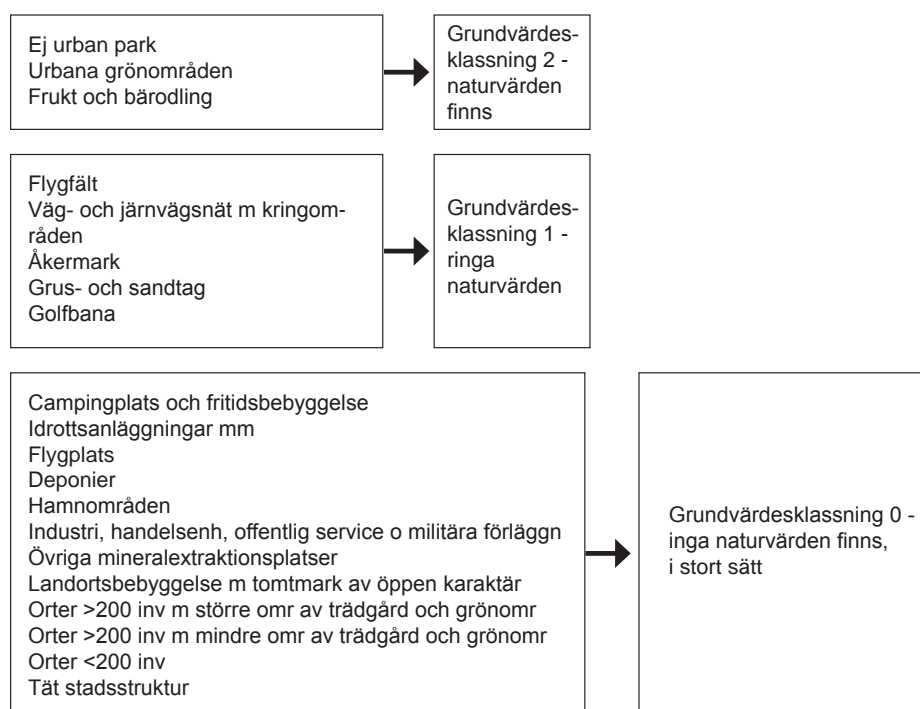 Ej urban park
Urbana grönområden
Frukt och bärodling
Grundvärdes-
klassning 2 -
naturvärden
finns
Flygfält
Väg- och järnvägsnät m kringom-
råden
Åkermark
Grus- och sandtag
Golfbana
Grundvärdes-
klassning 1 -
ringa
naturvärden
Campingplats och fritidsbebyggelse
Idrottsanläggningar mm
Flygplats
Deponier
Hamnområden
Industri, handelsenh, offentlig service o militära förläggn
Övriga mineralextraktionsplatser
Landortsbebyggelse m tomtmark av öppen karaktär
Orter >200 inv m större omr av trädgård och grönomr
Orter >200 inv m mindre omr av trädgård och grönomr
Orter <200 inv
Tät stadsstruktur
Grundvärdesklassning 0 -
inga naturvärden finns,
i stort sätt